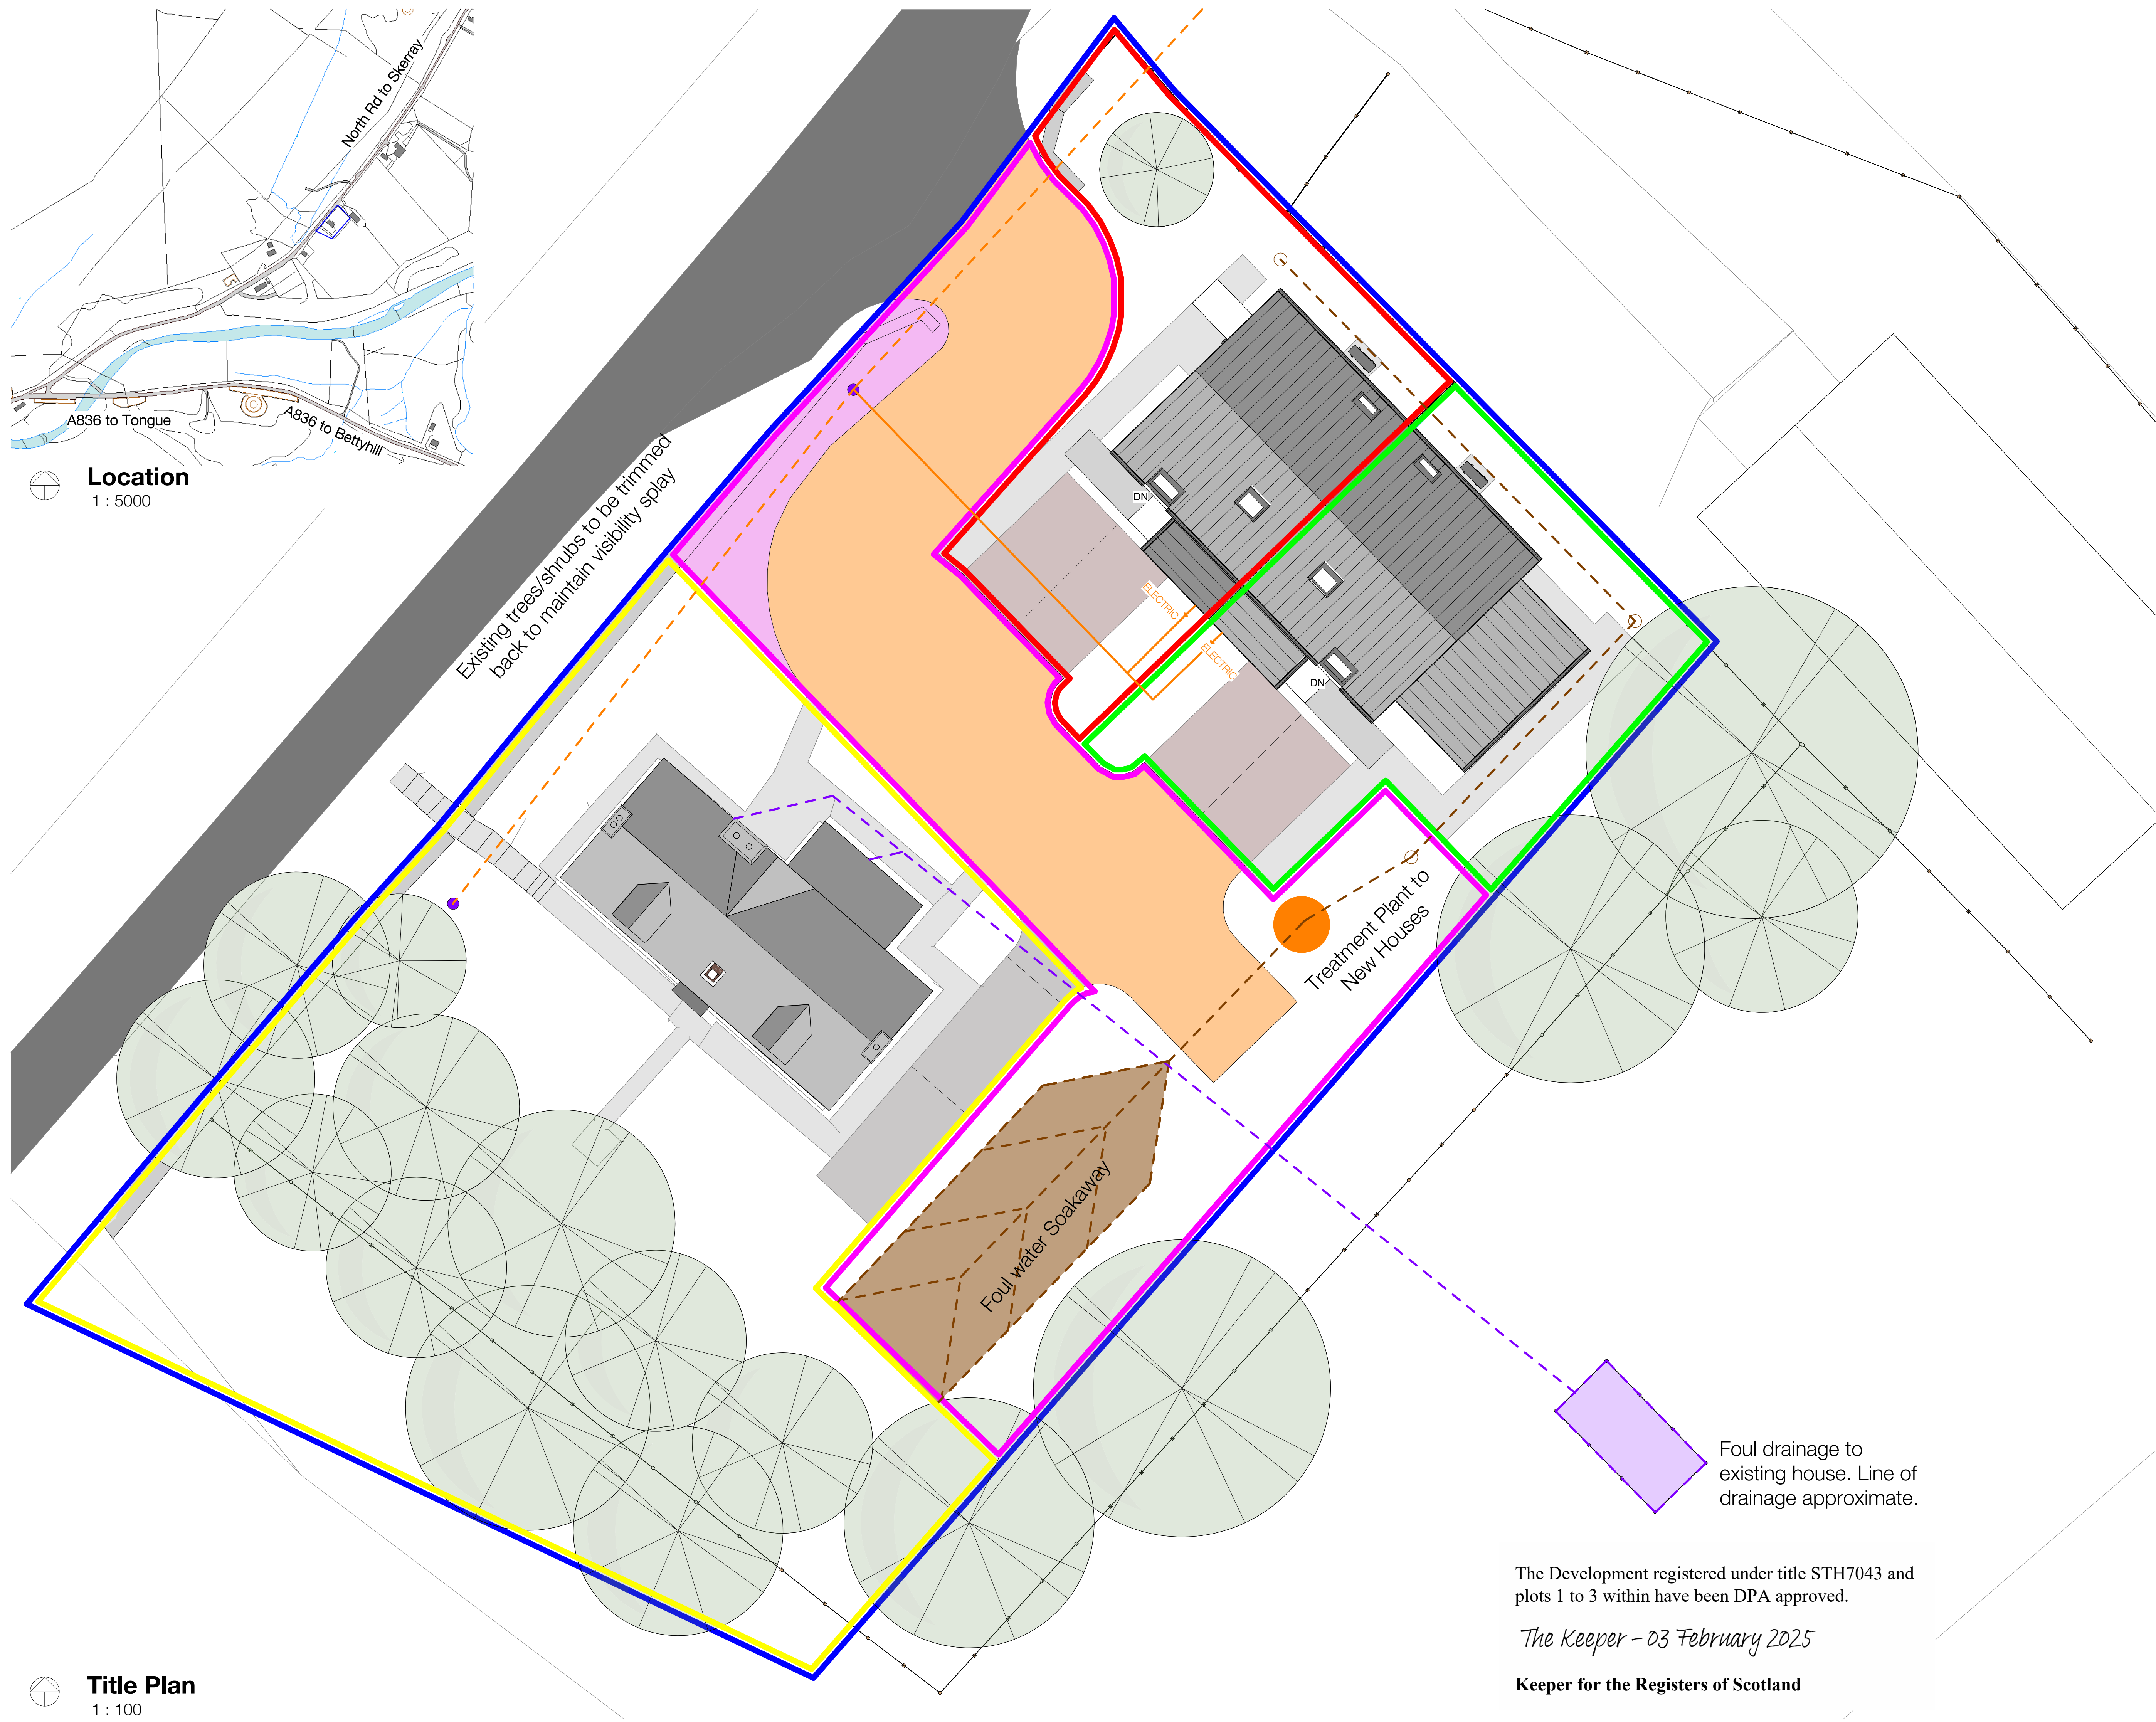 North Rd to Skerray
A836 to Tongue
A836 to Bettyhill
Location
1 : 5000
Existing trees/shrubs to be trimmed
back to maintain visibility splay
DN
ELECTRIC
ELECTRIC
DN
Treatment Plant to
New Houses
Foul water Soakaway
Foul drainage to
existing house. Line of
drainage approximate.
The Development registered under title STH7043 and
plots 1 to 3 within have been DPA approved.
The Keeper - 03 February 2025
Keeper for the Registers of Scotland
Title Plan
1 : 100